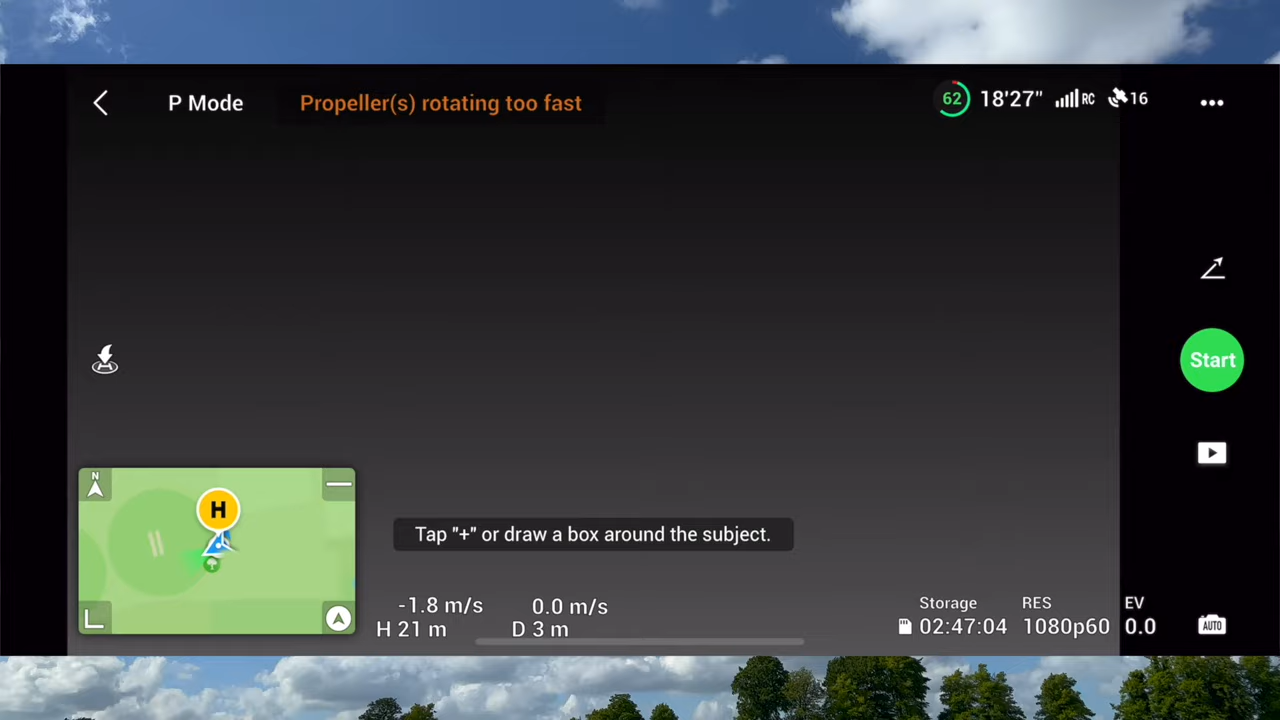 P Mode
Propeller(s) rotating too fast
62
18'27"
RC
16
N
H
Tap "+" or draw a box around the subject.
Start
-1.8 m/s
0.0 m/s
H 21 m
D 3 m
Storage
RES
EV
02:47:04
1080p60
0.0
AUTO